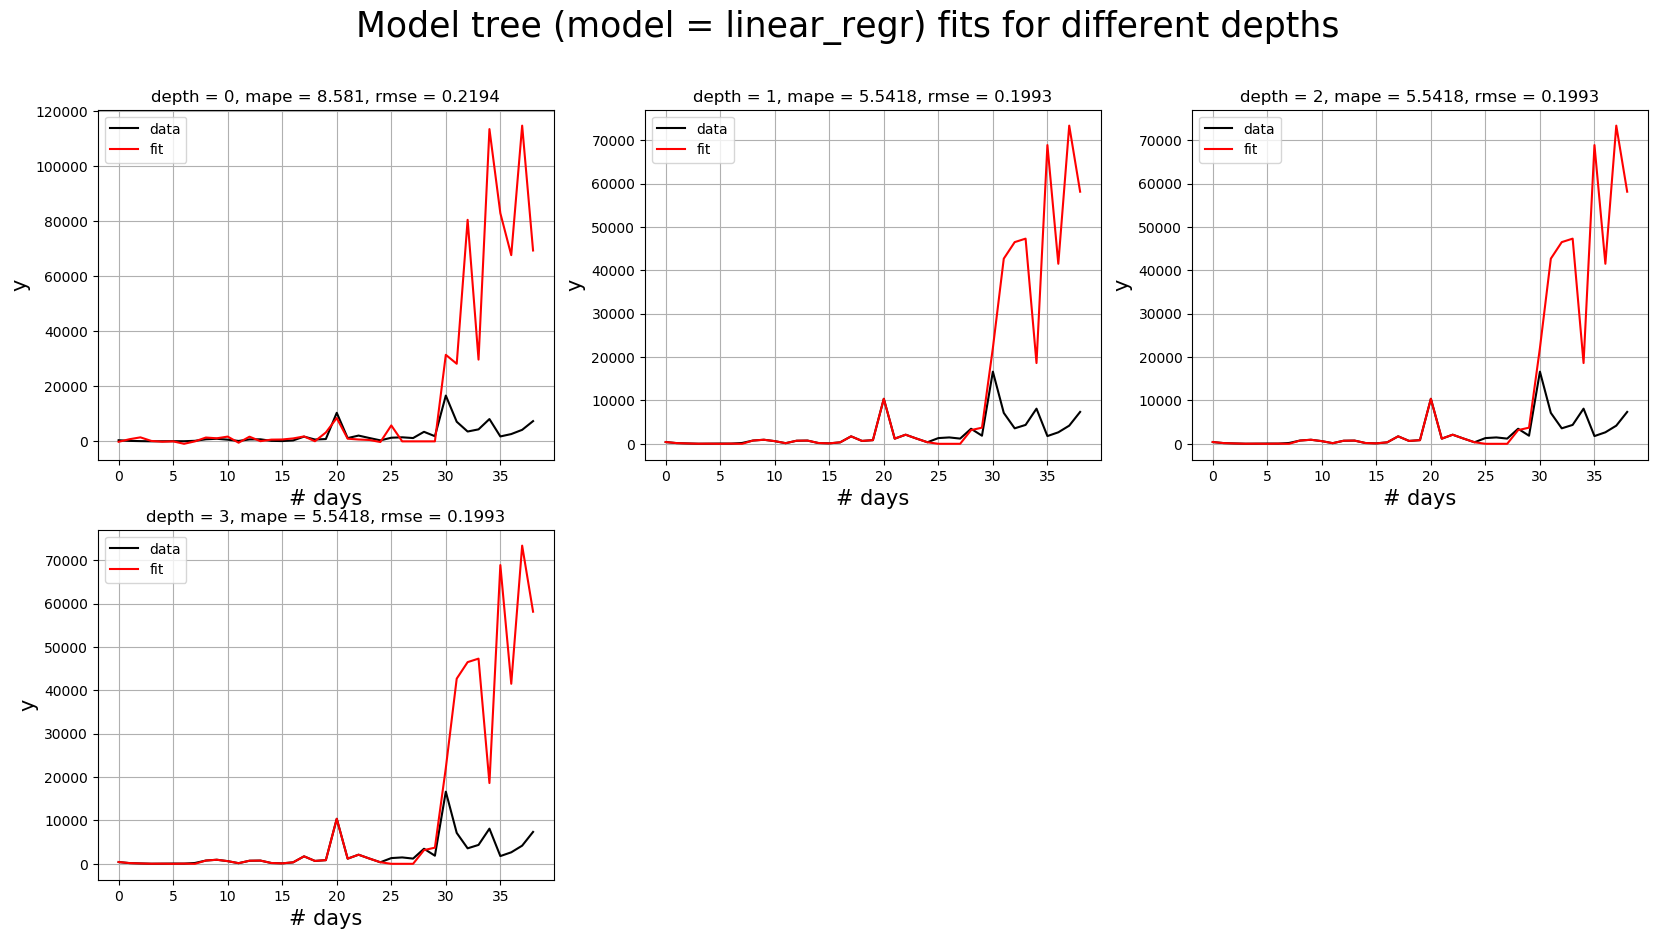 Model tree (model = linear_regr) fits for different depths
depth = 0, mape = 8.581, rmse = 0.2194
120000
100000
80000
60000
40000
20000
0
y
data
fit
0 5 10 15 20 25 30 35
# days
depth = 1, mape = 5.5418, rmse = 0.1993
70000
60000
50000
40000
30000
20000
10000
0
y
data
fit
0 5 10 15 20 25 30 35
# days
depth = 2, mape = 5.5418, rmse = 0.1993
70000
60000
50000
40000
30000
20000
10000
0
y
data
fit
0 5 10 15 20 25 30 35
# days
depth = 3, mape = 5.5418, rmse = 0.1993
70000
60000
50000
40000
30000
20000
10000
0
y
data
fit
0 5 10 15 20 25 30 35
# days